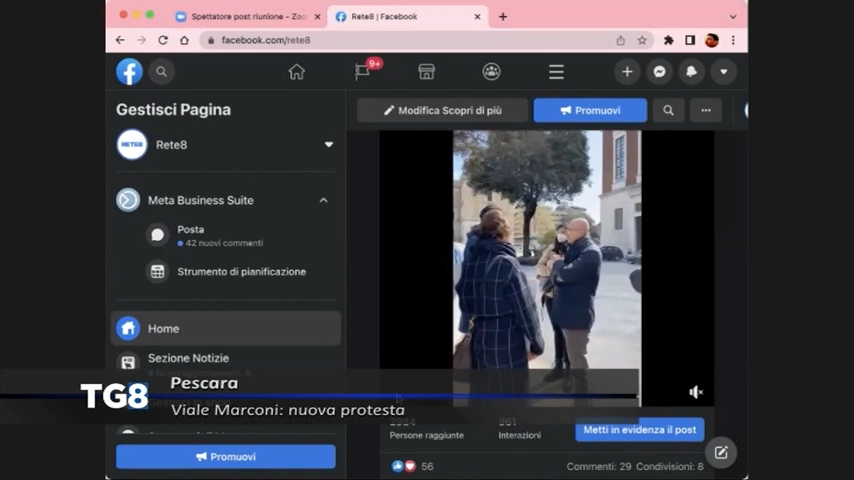 Spettatore post riunione - Zoo
Rete8 | Facebook
facebook.com/rete8
9+
Gestisci Pagina
Modifica Scopri di più
Promuovi
RETE8
Rete8
Meta Business Suite
Posta
42 nuovi commenti
Strumento di pianificazione
Home
Sezione Notizie
TG8
Pescara
Viale Marconi: nuova protesta
Persone raggiunte
Interazioni
Metti in evidenza il post
Promuovi
56
Commenti: 29 Condivisioni: 8